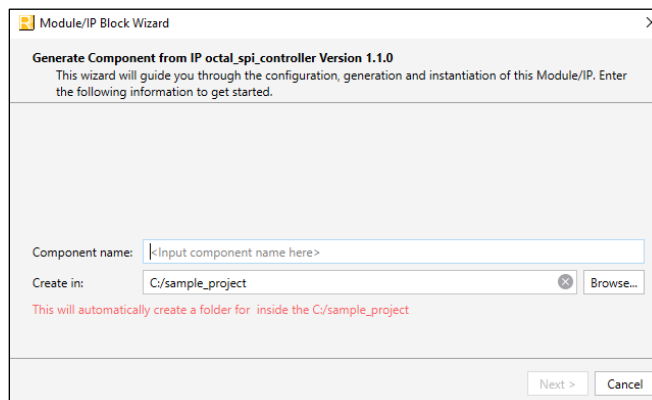 Module/IP Block Wizard
Generate Component from IP octal_spi_controller Version 1.1.0
This wizard will guide you through the configuration, generation and instantiation of this Module/IP. Enter
the following information to get started.
Component name: <Input component name here>
Create in: C:/sample_project Browse...
This will automatically create a folder for  inside the C:/sample_project
Next > Cancel